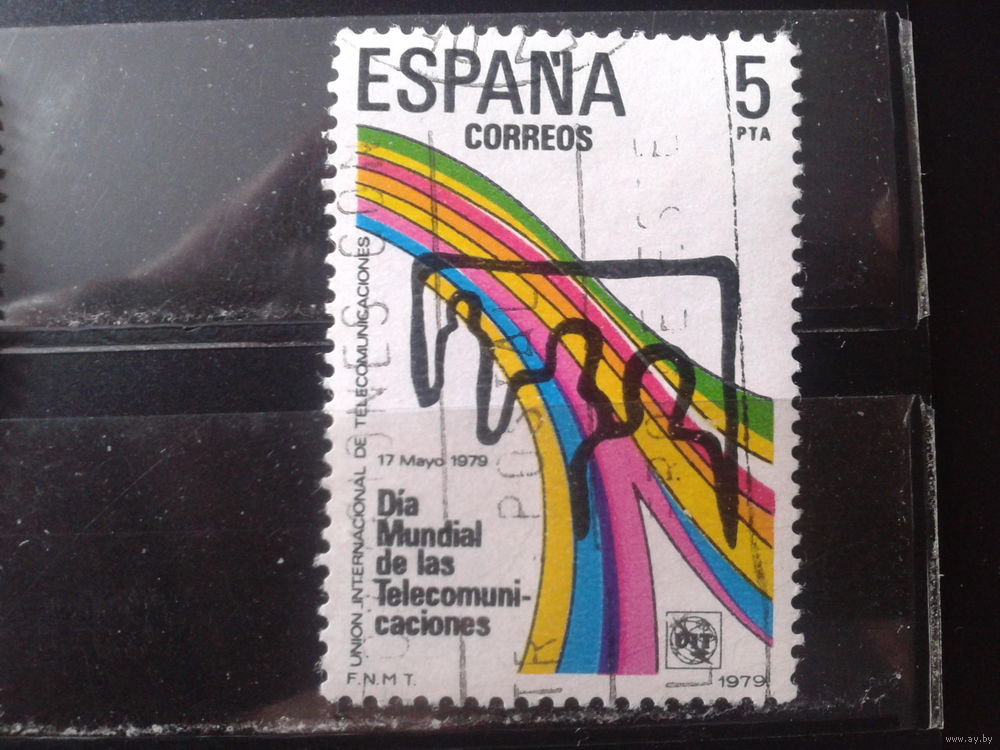 ESPAÑA
5
CORREOS
PTA
UNION INTERNACIONAL DE TELECOMUNICACIONES
17 Mayo 1979
Día
Mundial
de las
Telecomuni-
caciones
F.N.M.T.
1979
www.ay.by